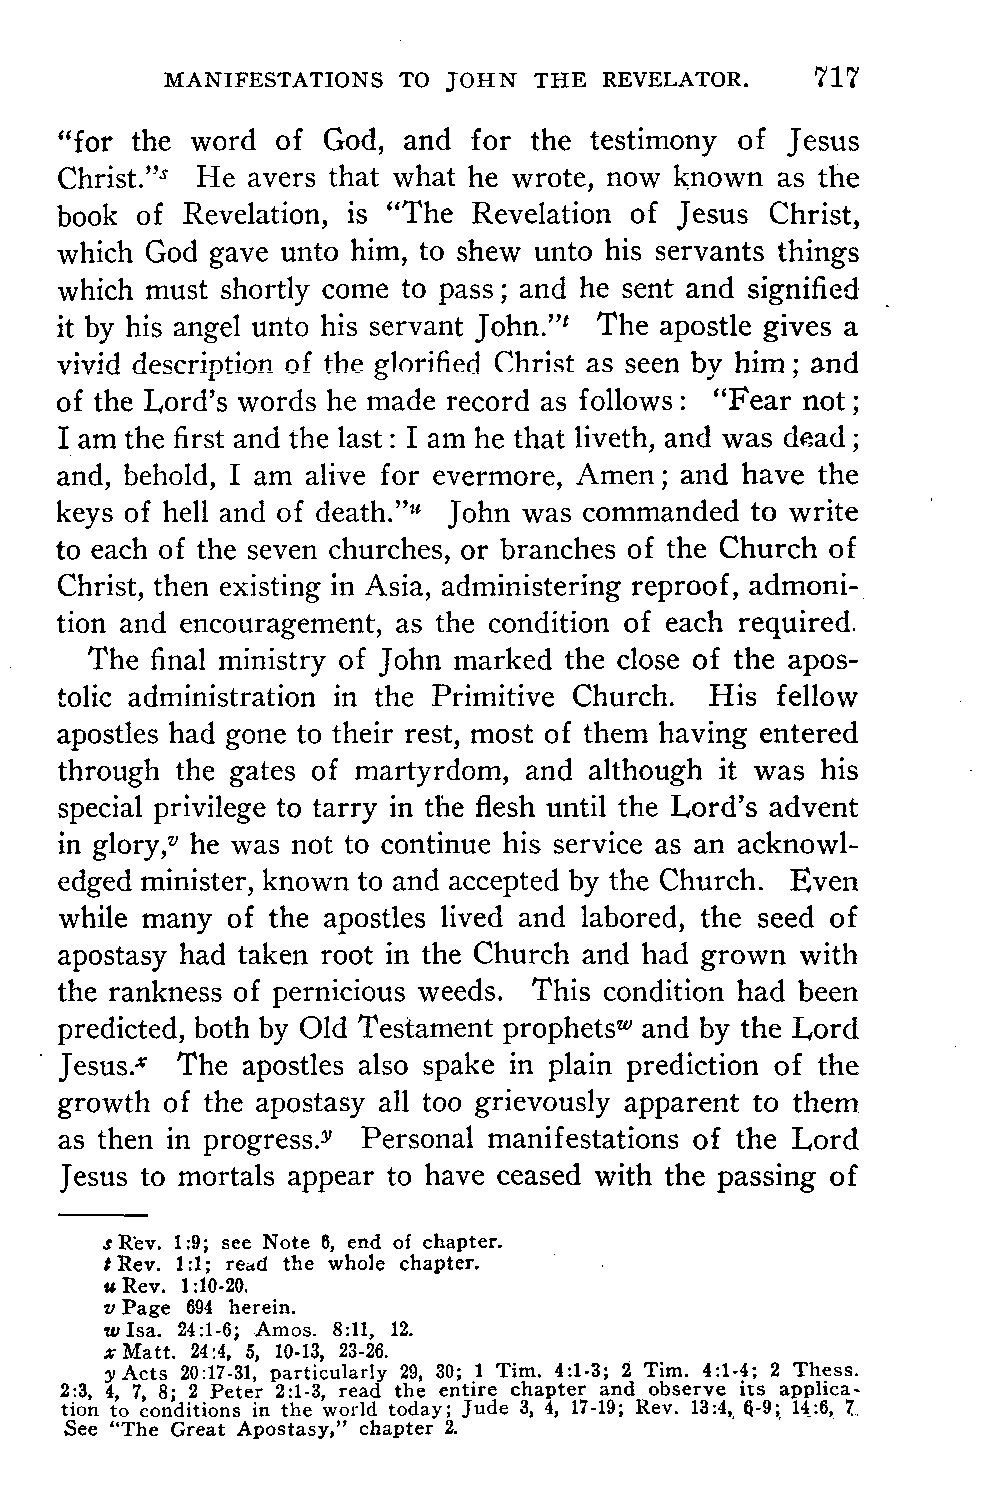 MANIFESTATIONS TO JOHN THE REVELATOR. 717
“for the word of God, and for the testimony of Jesus
Christ.”s He avers that what he wrote, now known as the
book of Revelation, is “The Revelation of Jesus Christ,
which God gave unto him, to shew unto his servants things
which must shortly come to pass; and he sent and signified
it by his angel unto his servant John.”t The apostle gives a
vivid description of the glorified Christ as seen by him; and
of the Lord’s words he made record as follows: “Fear not;
I am the first and the last: I am he that liveth, and was dead;
and, behold, I am alive for evermore, Amen; and have the
keys of hell and of death.”u John was commanded to write
to each of the seven churches, or branches of the Church of
Christ, then existing in Asia, administering reproof, admoni-
tion and encouragement, as the condition of each required.
The final ministry of John marked the close of the apos-
tolic administration in the Primitive Church. His fellow
apostles had gone to their rest, most of them having entered
through the gates of martyrdom, and although it was his
special privilege to tarry in the flesh until the Lord’s advent
in glory,v he was not to continue his service as an acknowl-
edged minister, known to and accepted by the Church. Even
while many of the apostles lived and labored, the seed of
apostasy had taken root in the Church and had grown with
the rankness of pernicious weeds. This condition had been
predicted, both by Old Testament prophetsw and by the Lord
Jesus.x The apostles also spake in plain prediction of the
growth of the apostasy all too grievously apparent to them
as then in progress.y Personal manifestations of the Lord
Jesus to mortals appear to have ceased with the passing of
s Rev. 1:9; see Note 6, end of chapter.
t Rev. 1:1; read the whole chapter.
u Rev. 1:10-20.
v Page 694 herein.
w Isa. 24:1-6; Amos. 8:11, 12.
x Matt. 24:4, 5, 10-13, 23-26.
y Acts 20:17-31, particularly 29, 30; 1 Tim. 4:1-3; 2 Tim. 4:1-4; 2 Thess.
2:3, 4, 7, 8; 2 Peter 2:1-3, read the entire chapter and observe its applica-
tion to conditions in the world today; Jude 3, 4, 17-19; Rev. 13:4, 6-9; 14:6, 7.
See “The Great Apostasy,” chapter 2.